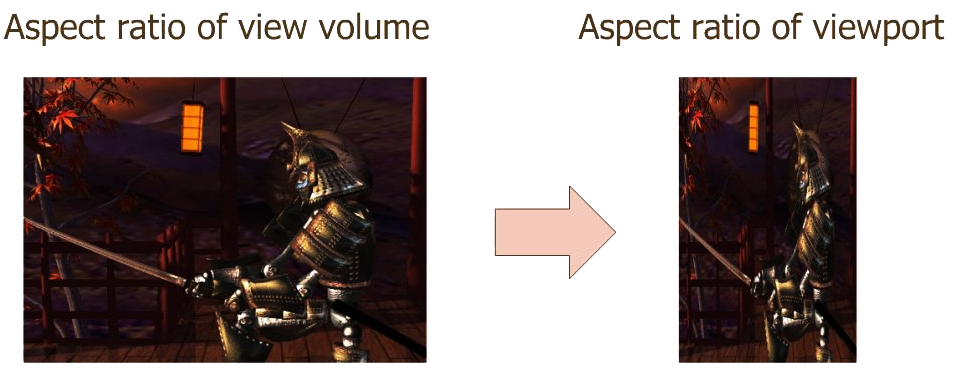 Aspect ratio of view volume
Aspect ratio of viewport